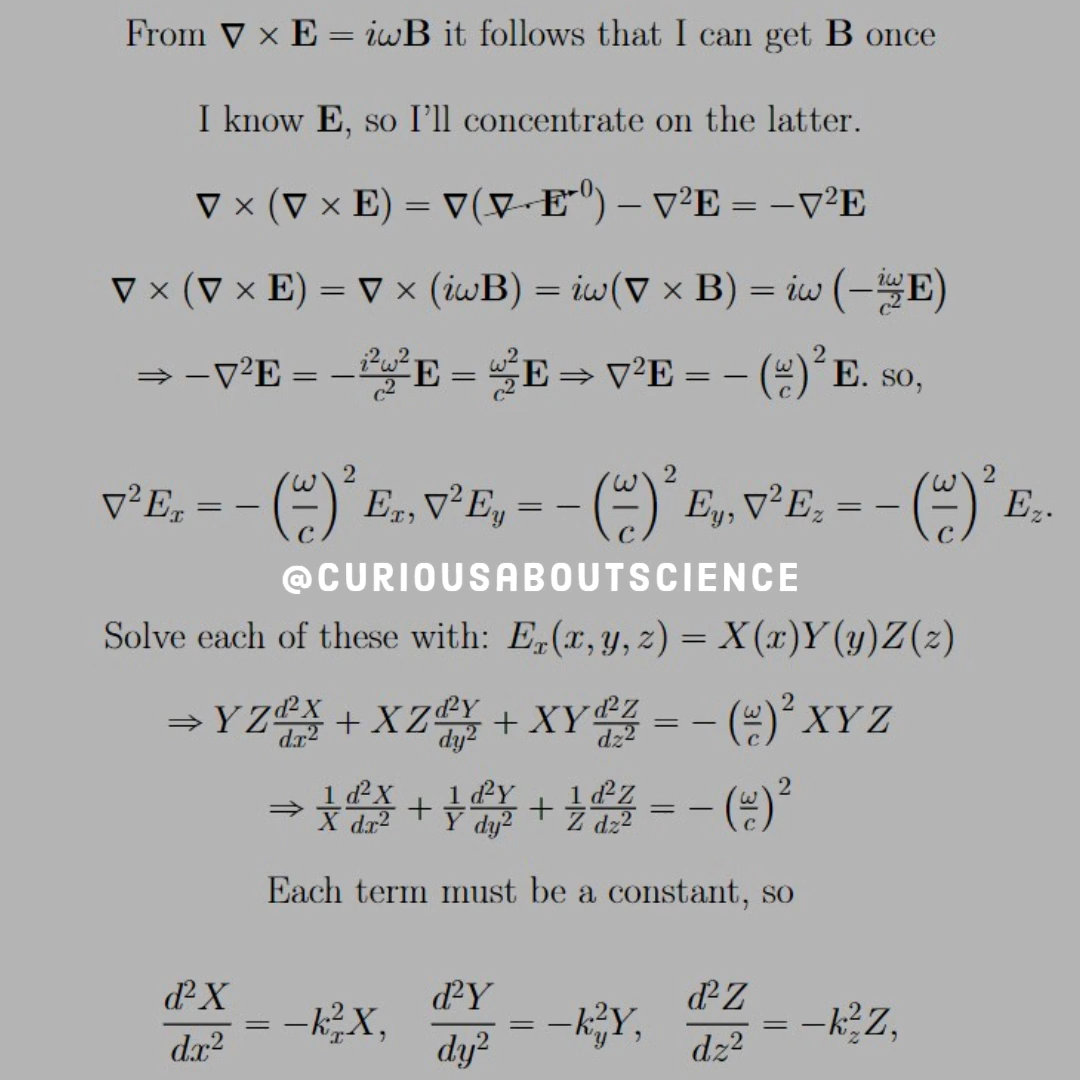 From ∇ × E = iωB it follows that I can get B once
I know E, so I'll concentrate on the latter.
∇ × (∇ × E) = ∇(∇ · E⁰) − ∇²E = −∇²E
∇ × (∇ × E) = ∇ × (iωB) = iω(∇ × B) = iω (−iω/c² E)
⇒ −∇²E = −i²ω²/c² E = ω²/c² E ⇒ ∇²E = − (ω/c)² E. so,
∇²Eₓ = − (ω/c)² Eₓ, ∇²E_y = − (ω/c)² E_y, ∇²E_z = − (ω/c)² E_z.
@CURIOUSABOUTSCIENCE
Solve each of these with: Eₓ(x, y, z) = X(x)Y(y)Z(z)
⇒ YZ d²X/dx² + XZ d²Y/dy² + XY d²Z/dz² = − (ω/c)² XYZ
⇒ 1/X d²X/dx² + 1/Y d²Y/dy² + 1/Z d²Z/dz² = − (ω/c)²
Each term must be a constant, so
d²X/dx² = −kₓ²X, d²Y/dy² = −k_y²Y, d²Z/dz² = −k_z²Z,